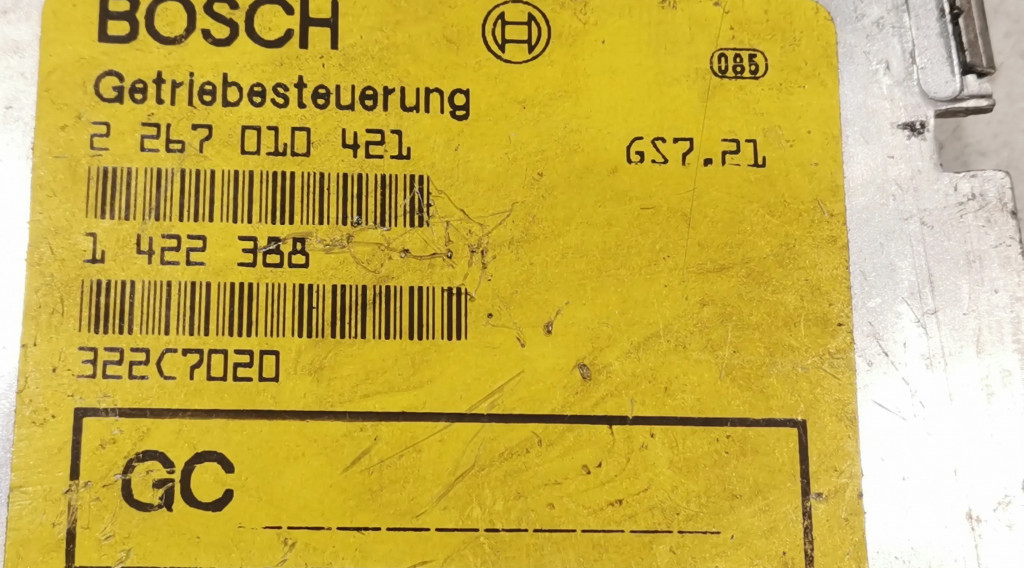 BOSCH
085
Getriebesteuerung
2 267 010 421
GS7.21
1 422 388
322C7020
GC